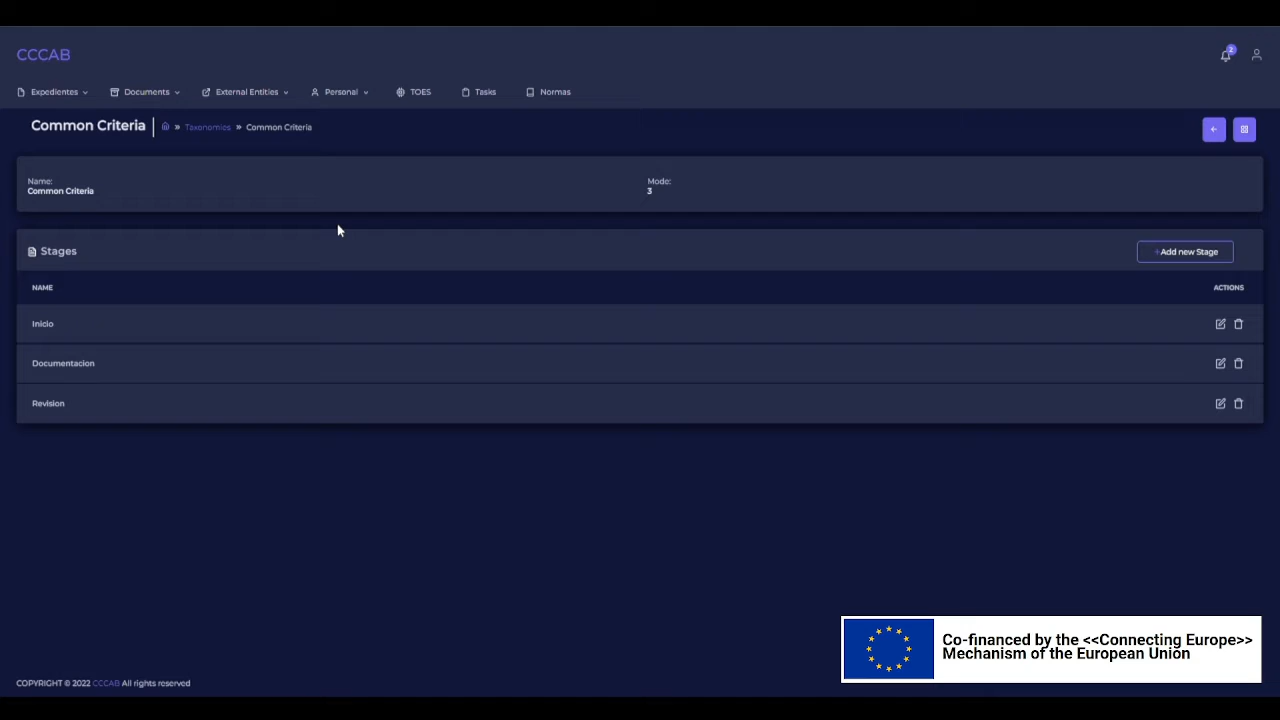 CCCAB
2
Expedientes
Documents
External Entities
Personal
TOES
Tasks
Normas
Common Criteria
» Taxonomies » Common Criteria
Name:
Common Criteria
Mode:
3
Stages
+Add new Stage
NAME
ACTIONS
Inicio
Documentacion
Revision
Co-financed by the <<Connecting Europe>>
Mechanism of the European Union
COPYRIGHT © 2022 CCCAB All rights reserved